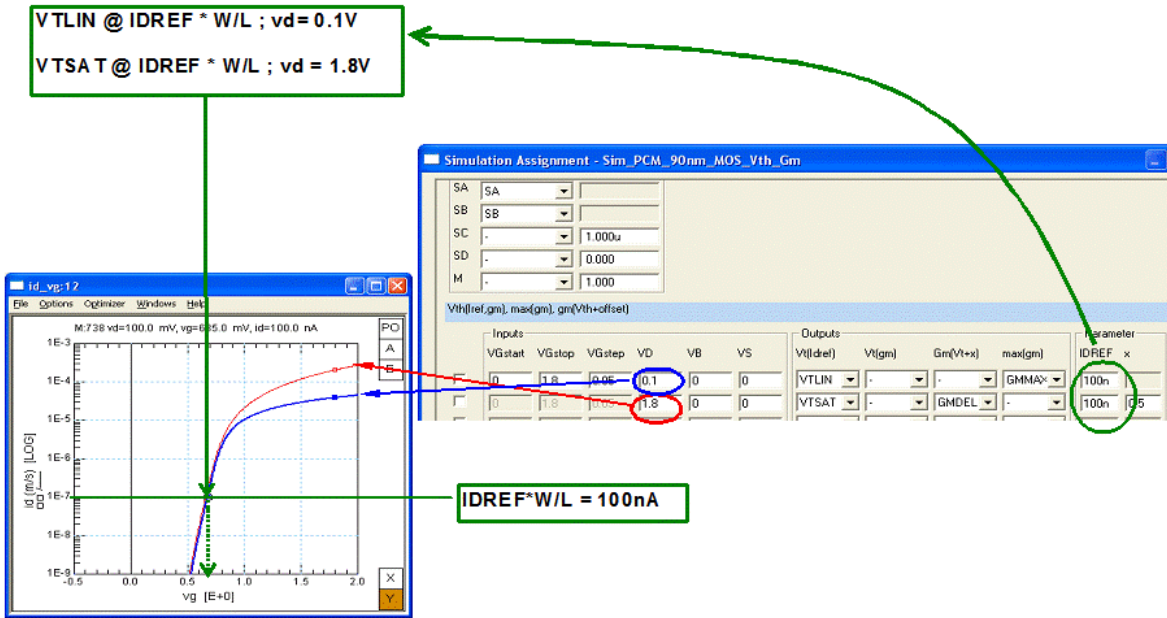 VTLIN @ IDREF * W/L ; vd= 0.1V
VTSAT @ IDREF * W/L ; vd = 1.8V
Simulation Assignment - Sim_PCM_90nm_MOS_Vth_Gm
SA SA
SB SB
SC - 1.000u
SD - 0.000
M - 1.000
Vth(Iref,gm), max(gm), gm(Vth+offset)
Inputs Outputs Parameter
VGstart VGstop VGstep VD VB VS Vt(Idref) Vt(gm) Gm(Vt+x) max(gm) IDREF x
0 1.8 0.05 0.1 0 0 VTLIN - - GMMAX 100n
0 1.8 0.05 1.8 0 0 VTSAT - GMDEL - 100n 0.5
id_vg:12
File Options Optimizer Windows Help
M:738 vd=100.0 mV, vg=685.0 mV, id=100.0 nA
PO
A
1E-3
1E-4
1E-5
1E-6
1E-7
1E-8
1E-9
id (m/s) [LOG]
-0.5 0.0 0.5 1.0 1.5 2.0
vg [E+0]
X
Y
IDREF*W/L = 100nA